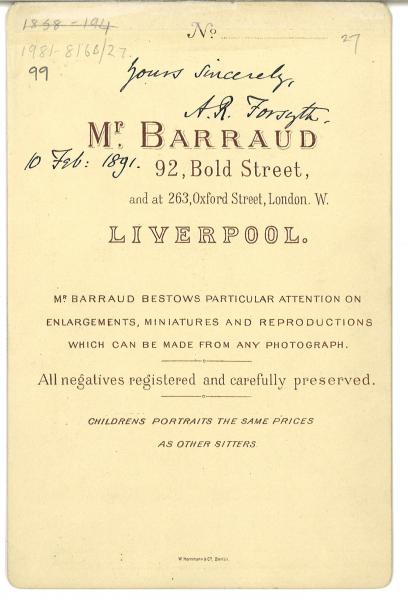 1858-194
1981-816B/27.
99
No.
27
Yours sincerely,
A. R. Forsyth.
Mr. BARRAUD
10 Feb: 1891.
92, Bold Street,
and at 263, Oxford Street, London. W.
LIVERPOOL.
MR BARRAUD BESTOWS PARTICULAR ATTENTION ON
ENLARGEMENTS, MINIATURES AND REPRODUCTIONS
WHICH CAN BE MADE FROM ANY PHOTOGRAPH.
All negatives registered and carefully preserved.
CHILDRENS PORTRAITS THE SAME PRICES
AS OTHER SITTERS.